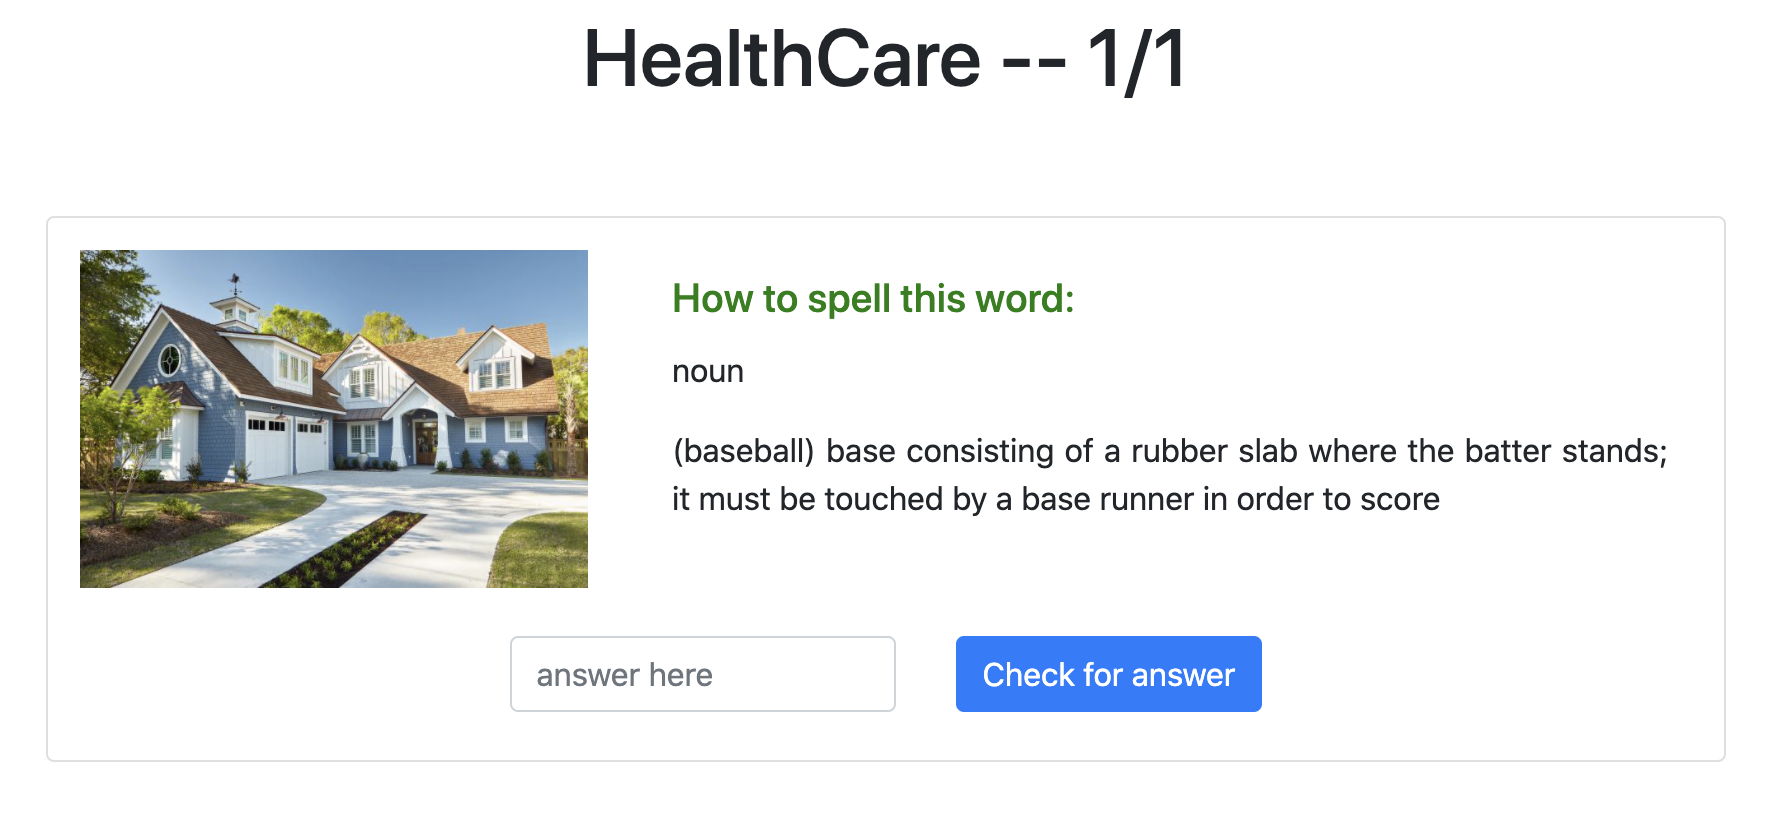 HealthCare -- 1/1
How to spell this word:
noun
(baseball) base consisting of a rubber slab where the batter stands;
it must be touched by a base runner in order to score
answer here
Check for answer